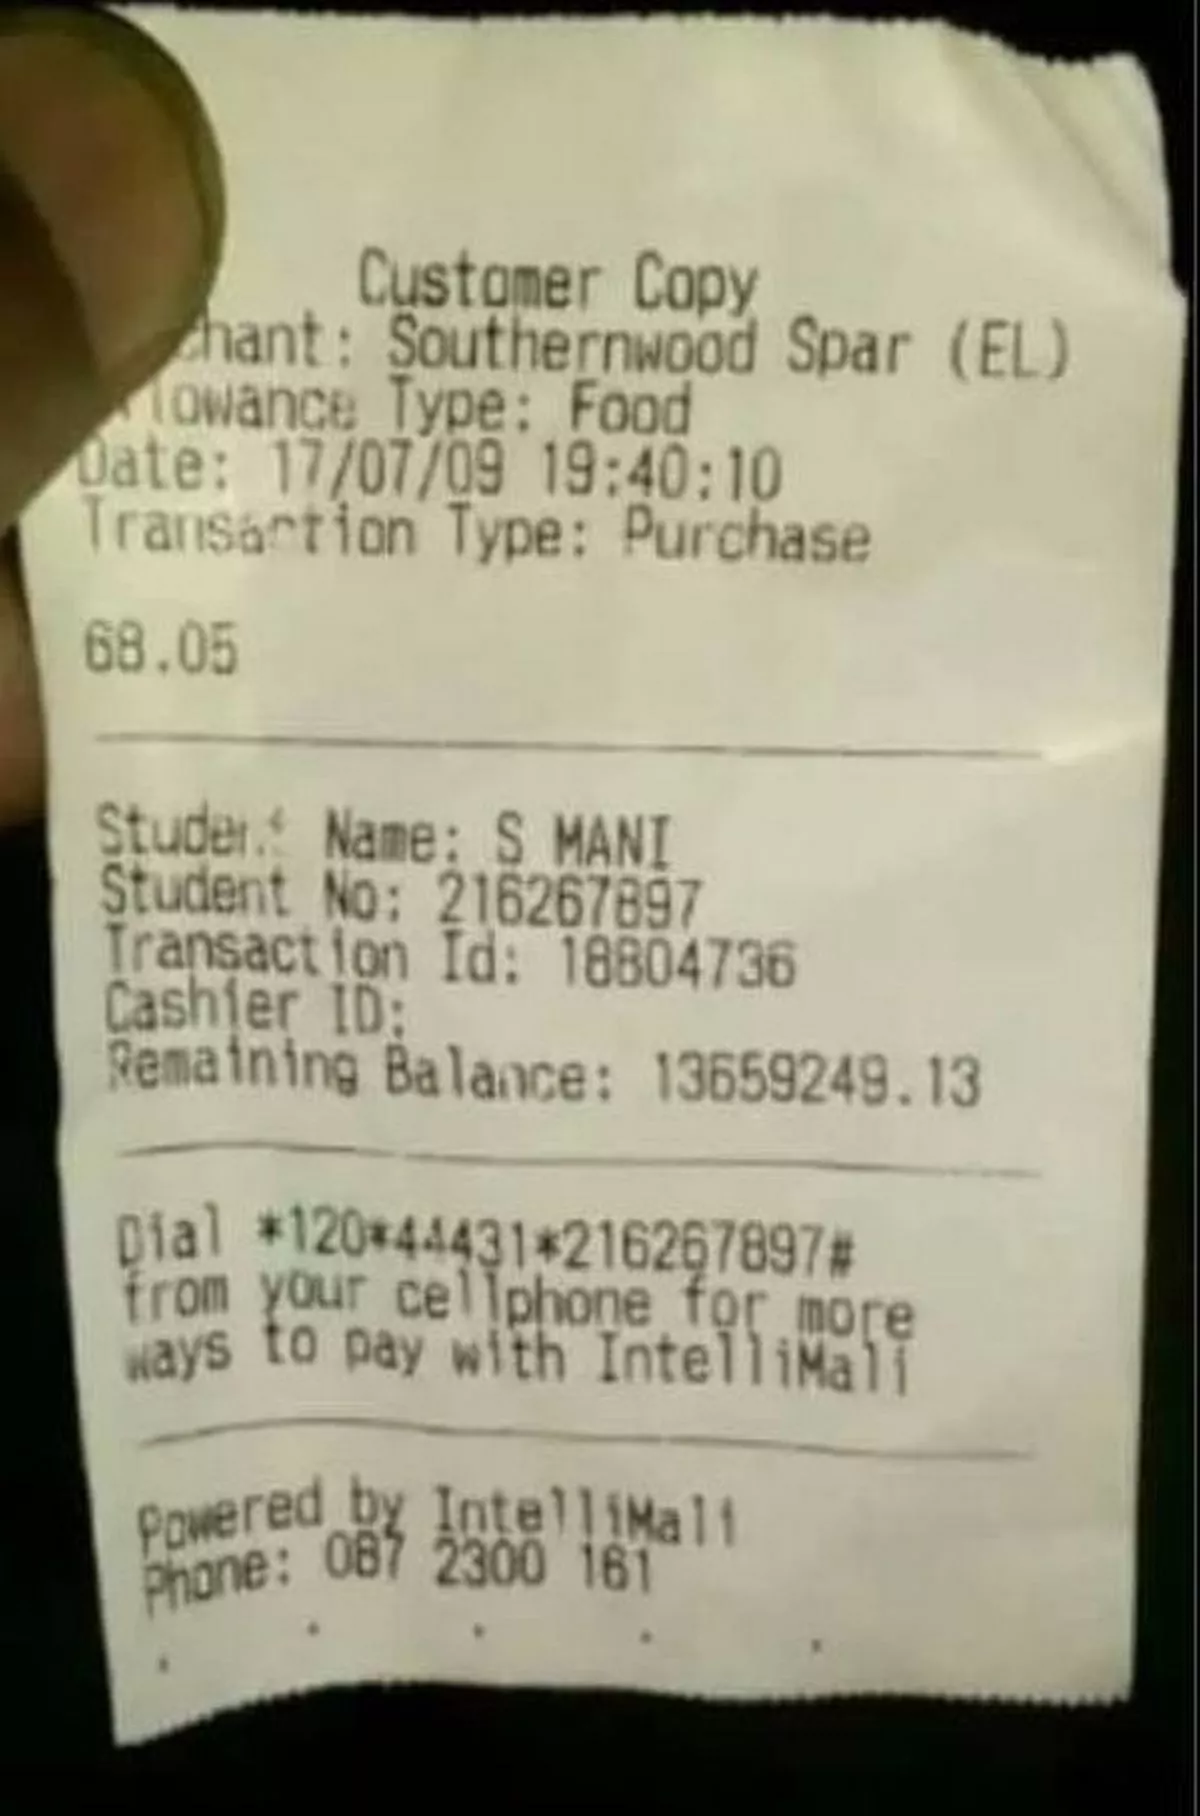 Customer Copy
chant: Southernwood Spar (EL)
llowance Type: Food
Date: 17/07/09 19:40:10
Transaction Type: Purchase
68.05
Student Name: S MANI
Student No: 216267897
Transaction Id: 18804736
Cashier ID:
Remaining Balance: 13659249.13
Dial *120*44431*216267897#
from your cellphone for more
ways to pay with IntelliMali
Powered by IntelliMali
Phone: 087 2300 161
. . . . .